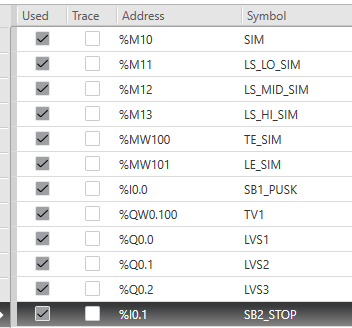 Used Trace Address Symbol
%M10 SIM
%M11 LS_LO_SIM
%M12 LS_MID_SIM
%M13 LS_HI_SIM
%MW100 TE_SIM
%MW101 LE_SIM
%I0.0 SB1_PUSK
%QW0.100 TV1
%Q0.0 LVS1
%Q0.1 LVS2
%Q0.2 LVS3
%I0.1 SB2_STOP